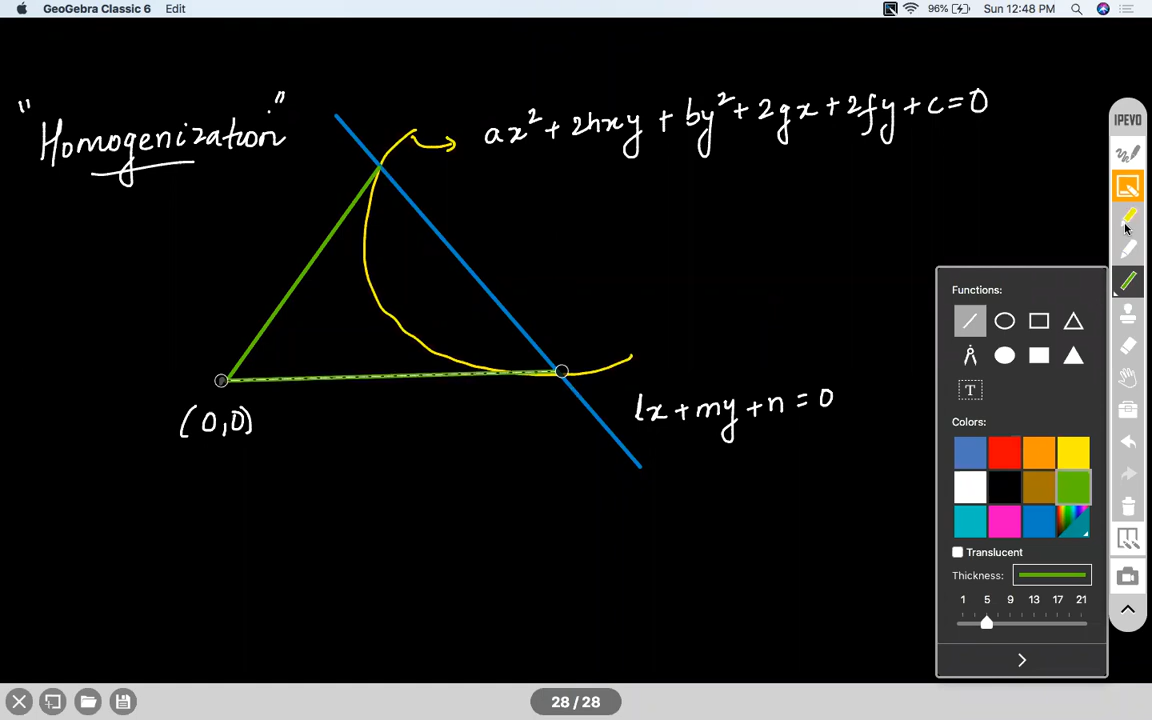 GeoGebra Classic 6 Edit
96% Sun 12:48 PM
"Homogenization"
ax² + 2hxy + by² + 2gx + 2fy + c = 0
IPEVO
Functions:
T
(0,0)
lx + my + n = 0
Colors:
Translucent
Thickness:
1 5 9 13 17 21
28 / 28